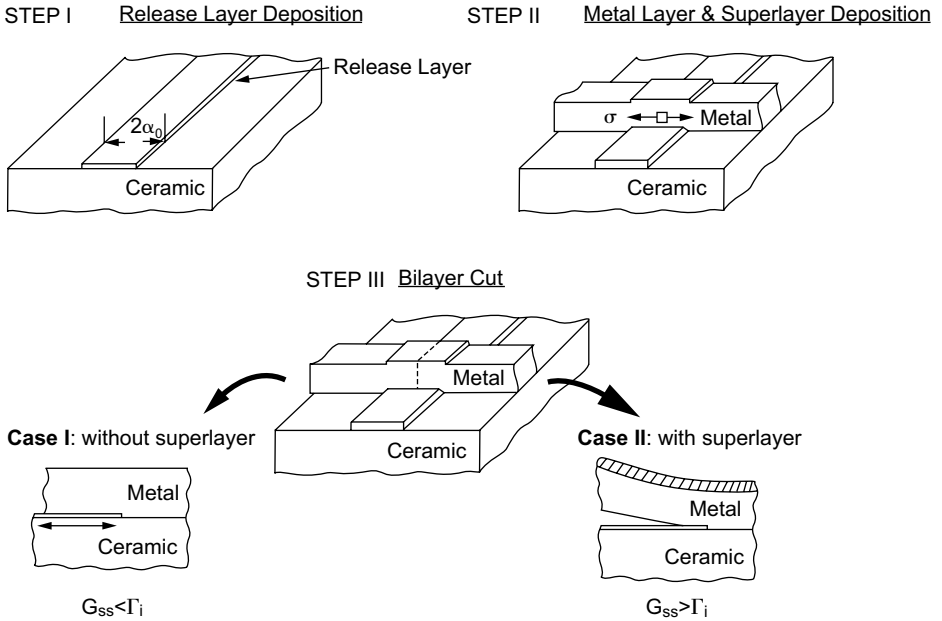 STEP I Release Layer Deposition
Release Layer
2α₀
Ceramic
STEP II Metal Layer & Superlayer Deposition
σ
Metal
Ceramic
STEP III Bilayer Cut
Metal
Ceramic
Case I: without superlayer
Metal
Ceramic
Gss<Γi
Case II: with superlayer
Metal
Ceramic
Gss>Γi